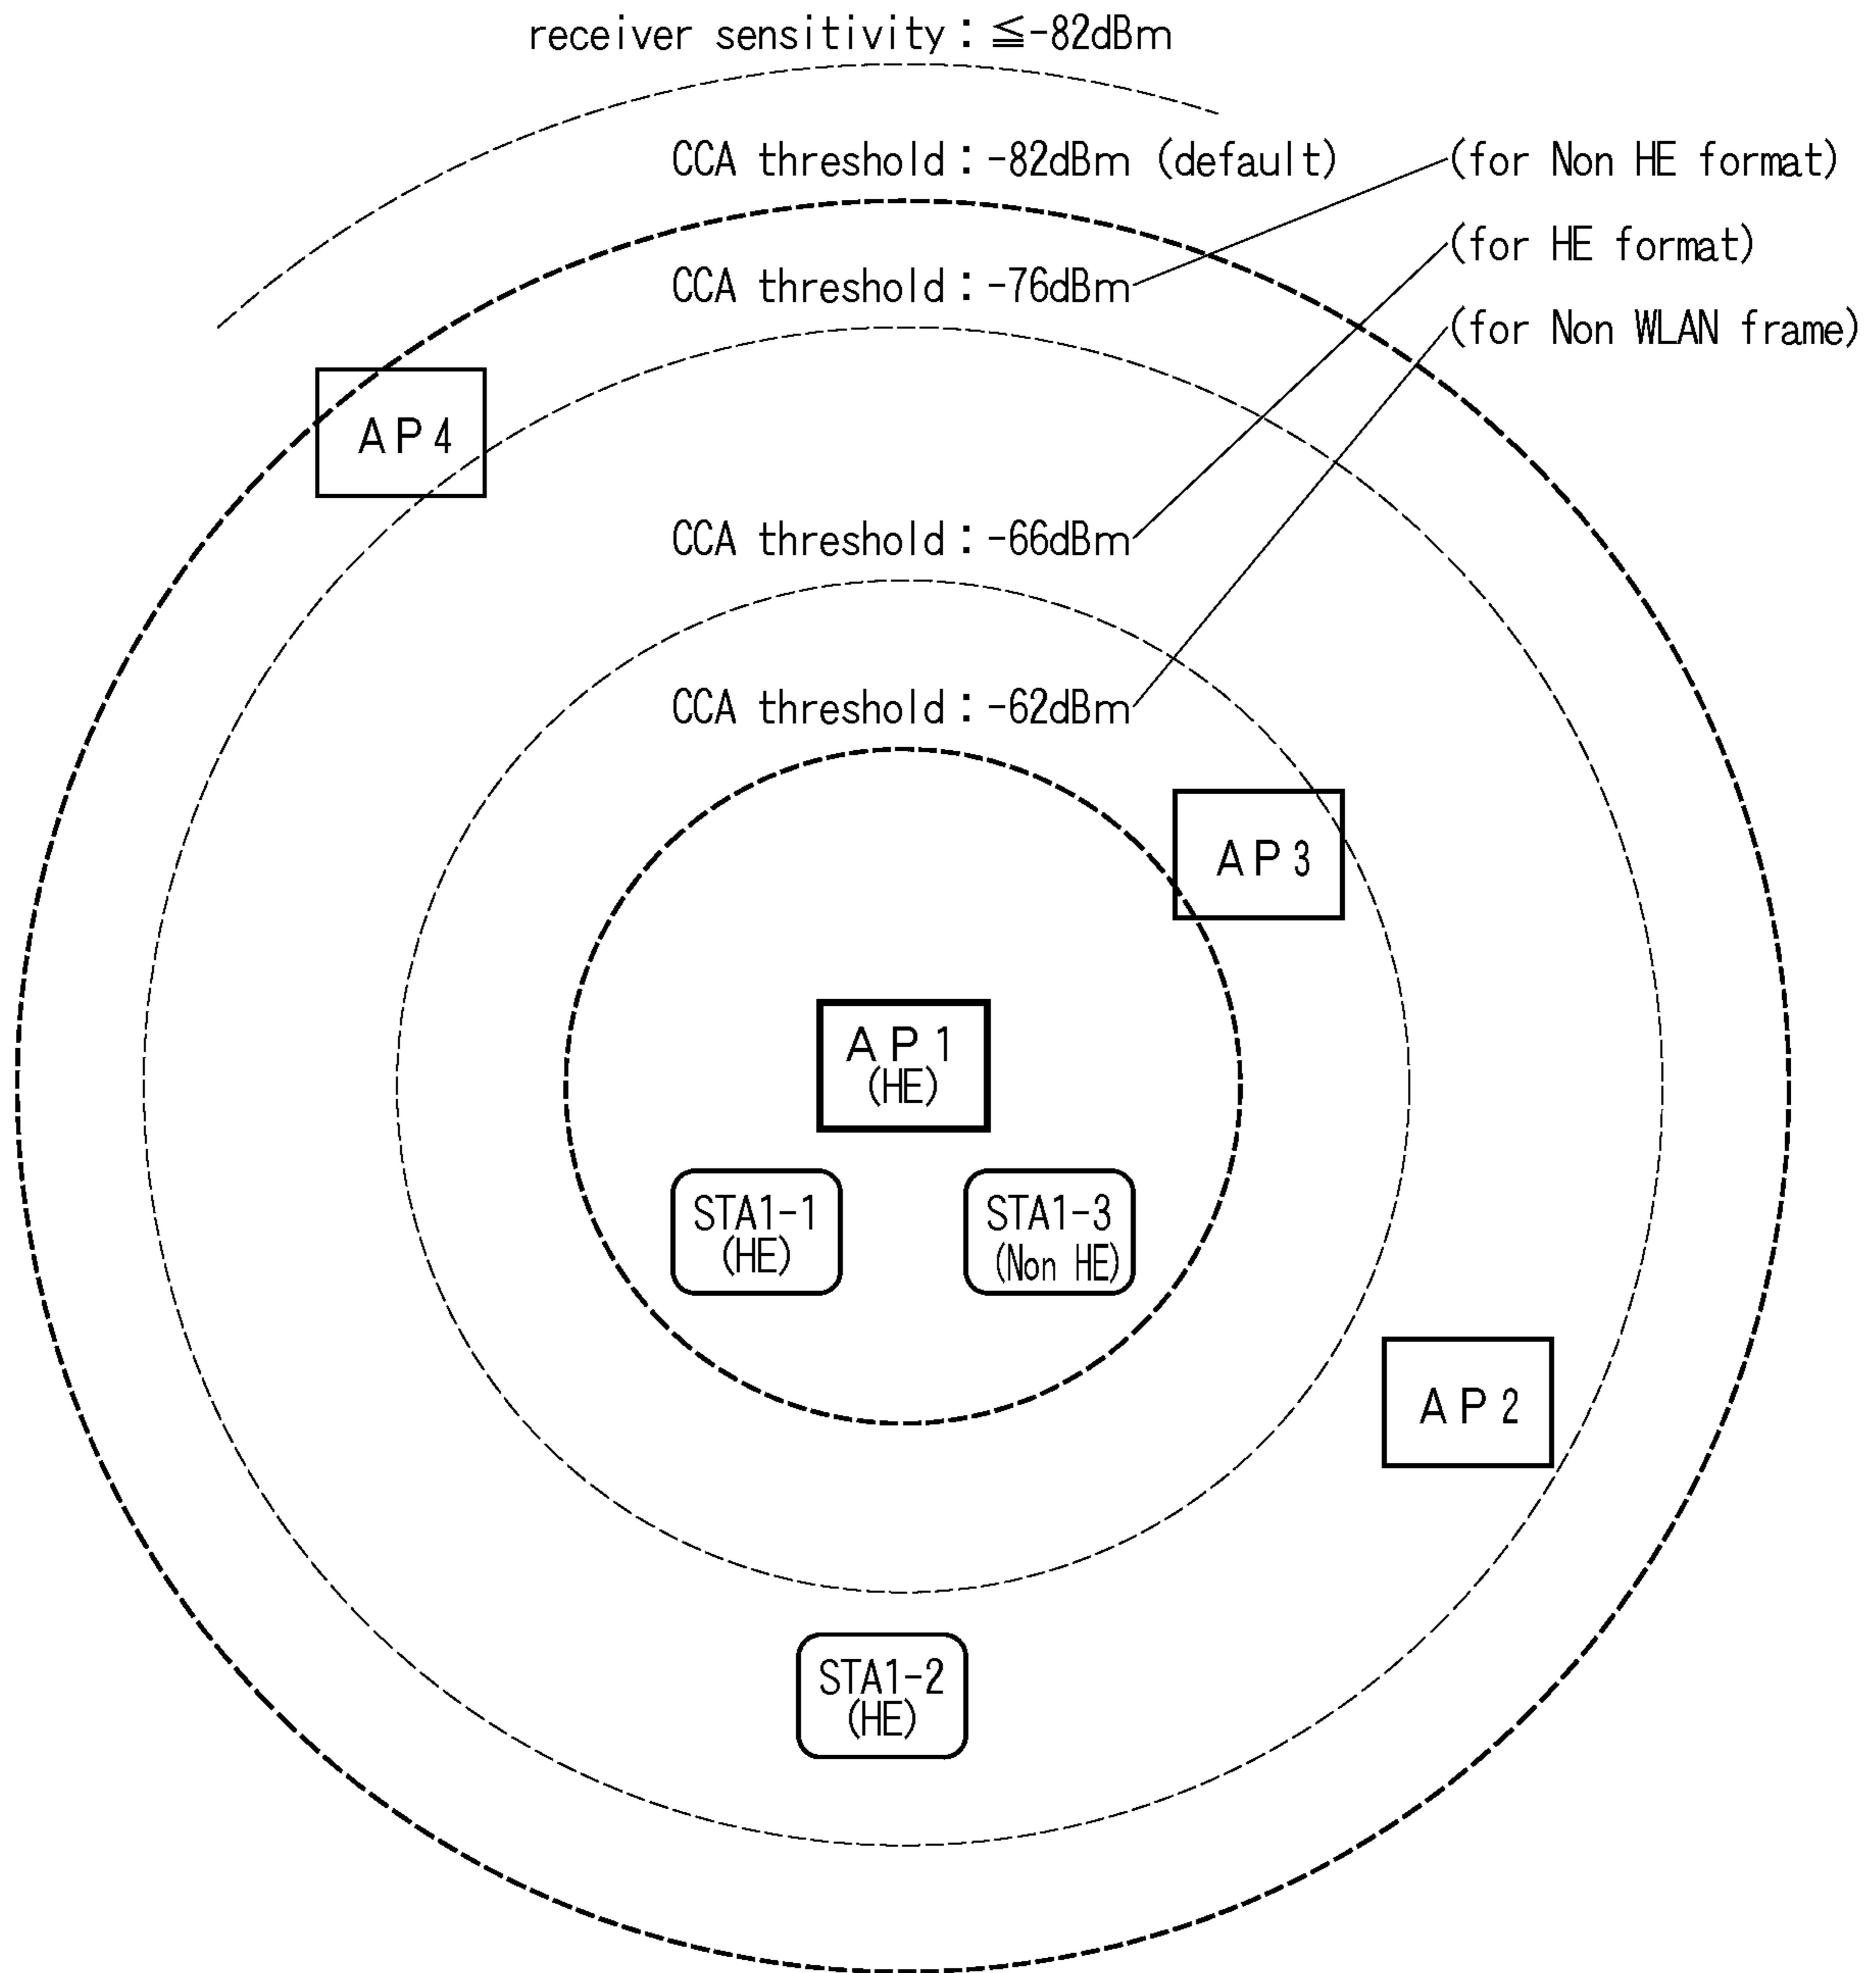 receiver sensitivity：≦-82dBm
CCA threshold：-82dBm (default)
(for Non HE format)
(for HE format)
CCA threshold：-76dBm
(for Non WLAN frame)
AP4
CCA threshold：-66dBm
CCA threshold：-62dBm
AP3
AP1
(HE)
STA1-1
(HE)
STA1-3
(Non HE)
AP2
STA1-2
(HE)